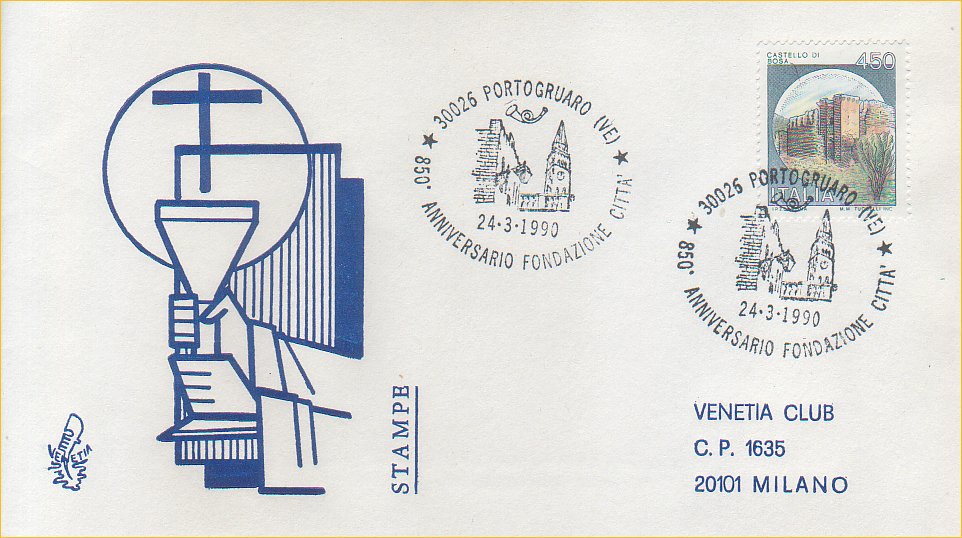 CASTELLO DI
BOSA
450
ITALIA
★ 30026 PORTOGRUARO (VE) ★
850° ANNIVERSARIO FONDAZIONE CITTA'
24·3·1990
★ 30026 PORTOGRUARO (VE) ★
850° ANNIVERSARIO FONDAZIONE CITTA'
24·3·1990
STAMPE
VENETIA CLUB
C. P. 1635
20101 MILANO
VENETIA